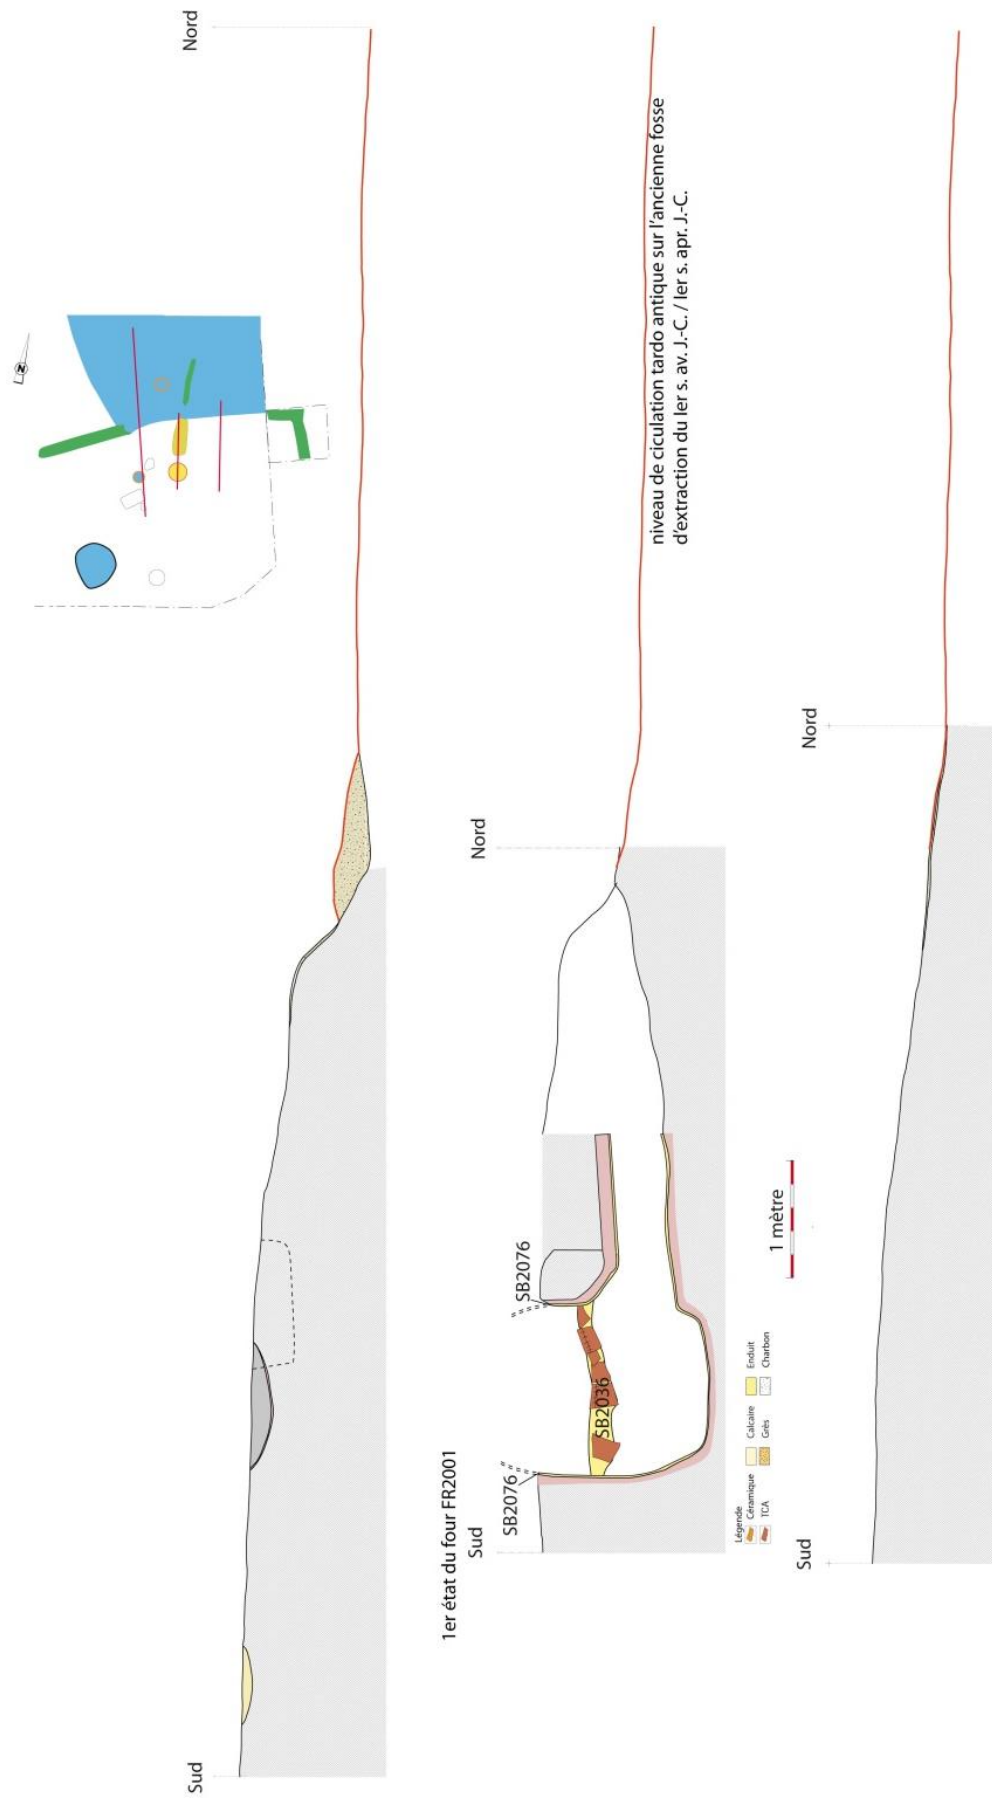 Nord
N
niveau de ciculation tardo antique sur l'ancienne fosse
d'extraction du Ier s. av. J.-C. / Ier s. apr. J.-C.
Sud
1er état du four FR2001
Sud
Nord
SB2076
SB2036
SB2076
Légende
Céramique
Calcaire
Enduit
TCA
Grès
Charbon
1 mètre
Sud
Nord